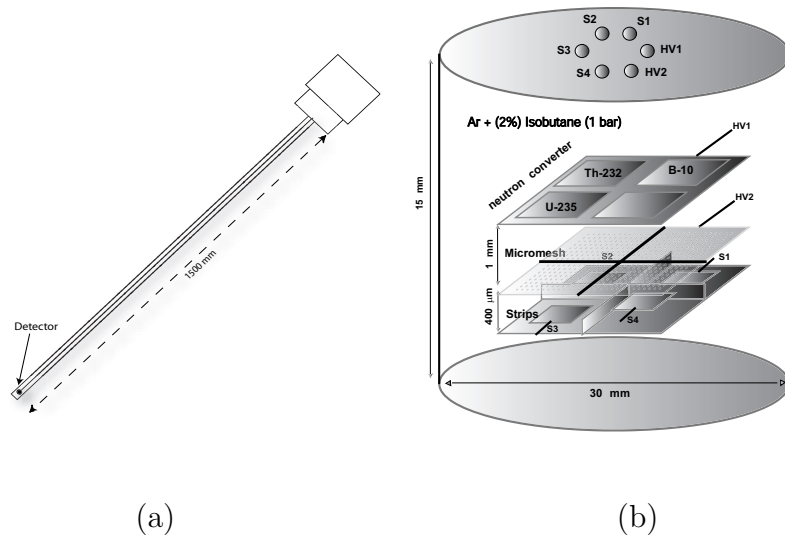 Detector
1500 mm
(a)
S2
S1
S3
HV1
S4
HV2
Ar + (2%) Isobutane (1 bar)
HV1
neutron converter
Th-232
B-10
U-235
15 mm
HV2
1 mm
Micromesh
S2
S1
400 μm
Strips
S3
S4
30 mm
(b)